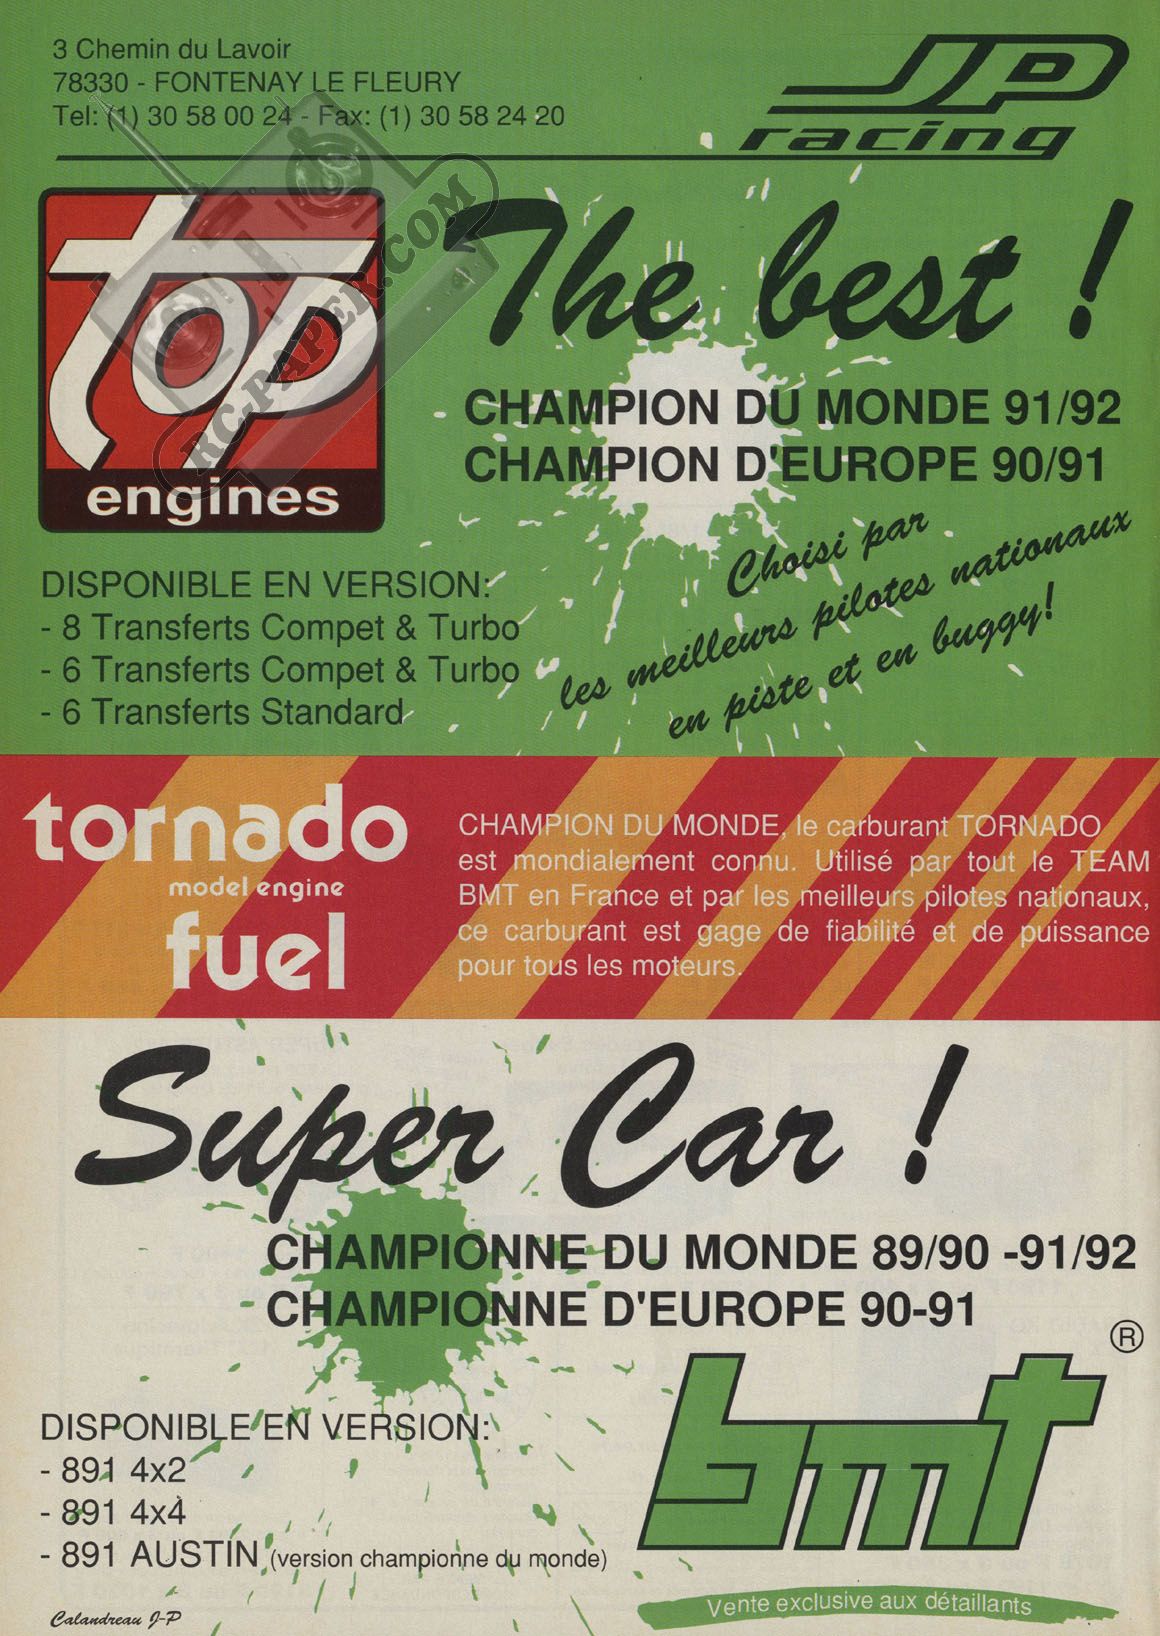 3 Chemin du Lavoir
78330 - FONTENAY LE FLEURY
Tel: (1) 30 58 00 24 - Fax: (1) 30 58 24 20
JP
racing
top
engines
RC-PAPER.COM
The best !
CHAMPION DU MONDE 91/92
CHAMPION D'EUROPE 90/91
Choisi par
les meilleurs pilotes nationaux
en piste et en buggy!
DISPONIBLE EN VERSION:
- 8 Transferts Compet & Turbo
- 6 Transferts Compet & Turbo
- 6 Transferts Standard
tornado
model engine
fuel
CHAMPION DU MONDE, le carburant TORNADO
est mondialement connu. Utilisé par tout le TEAM
BMT en France et par les meilleurs pilotes nationaux,
ce carburant est gage de fiabilité et de puissance
pour tous les moteurs.
Super Car !
CHAMPIONNE DU MONDE 89/90 -91/92
CHAMPIONNE D'EUROPE 90-91
bmt ®
DISPONIBLE EN VERSION:
- 891 4x2
- 891 4x4
- 891 AUSTIN (version championne du monde)
Vente exclusive aux détaillants
Calandreau J-P